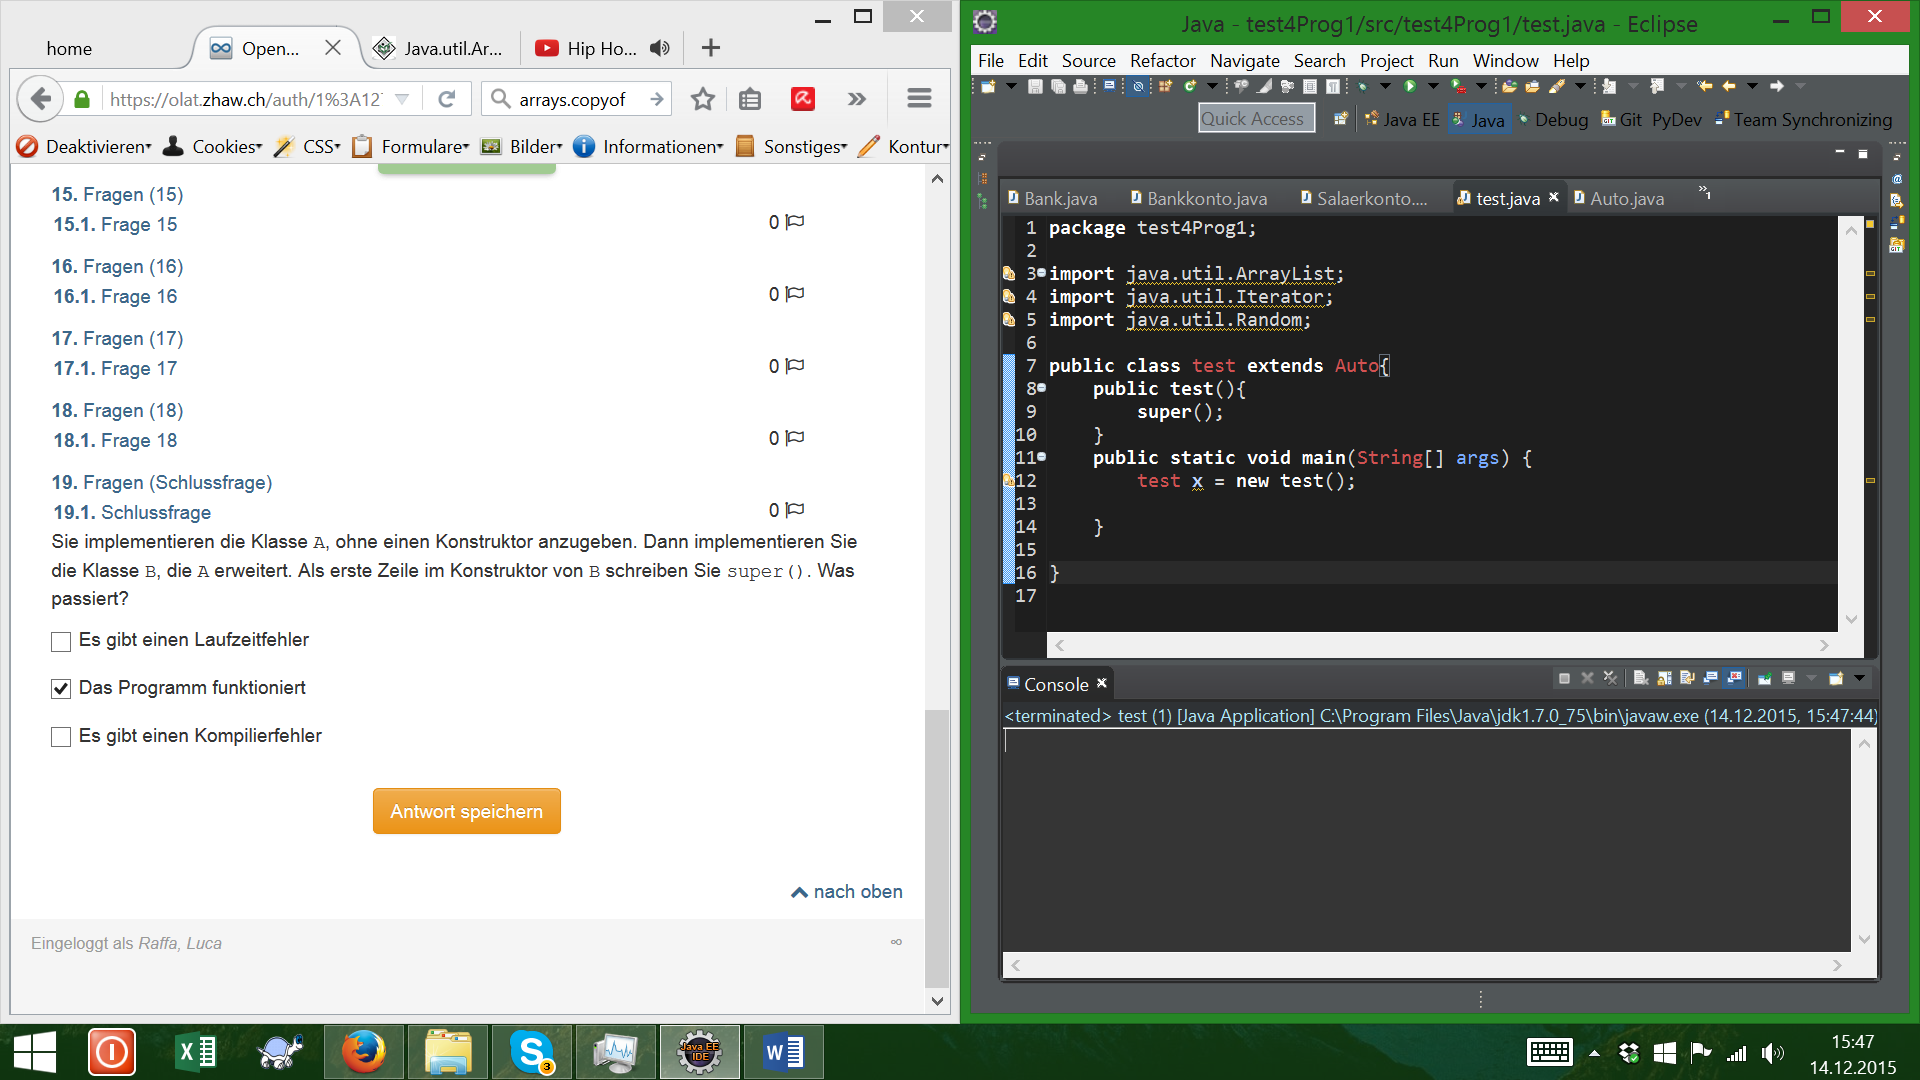 home
Open...
Java.util.Ar...
Hip Ho...
https://olat.zhaw.ch/auth/1%3A12
arrays.copyof
Deaktivieren
Cookies
CSS
Formulare
Bilder
Informationen
Sonstiges
Kontur
15. Fragen (15)
15.1. Frage 15
0
16. Fragen (16)
16.1. Frage 16
0
17. Fragen (17)
17.1. Frage 17
0
18. Fragen (18)
18.1. Frage 18
0
19. Fragen (Schlussfrage)
19.1. Schlussfrage
0
Sie implementieren die Klasse A, ohne einen Konstruktor anzugeben. Dann implementieren Sie
die Klasse B, die A erweitert. Als erste Zeile im Konstruktor von B schreiben Sie super(). Was
passiert?
Es gibt einen Laufzeitfehler
Das Programm funktioniert
Es gibt einen Kompilierfehler
Antwort speichern
nach oben
Eingeloggt als Raffa, Luca
Java - test4Prog1/src/test4Prog1/test.java - Eclipse
File Edit Source Refactor Navigate Search Project Run Window Help
Quick Access
Java EE
Java
Debug
Git
PyDev
Team Synchronizing
Bank.java
Bankkonto.java
Salaerkonto....
test.java
Auto.java
»1
1 package test4Prog1;
2
3 import java.util.ArrayList;
4 import java.util.Iterator;
5 import java.util.Random;
6
7 public class test extends Auto{
8 public test(){
9 super();
10 }
11 public static void main(String[] args) {
12 test x = new test();
13
14 }
15
16 }
17
Console
<terminated> test (1) [Java Application] C:\Program Files\Java\jdk1.7.0_75\bin\javaw.exe (14.12.2015, 15:47:44)
3
Java EE
IDE
15:47
14.12.2015